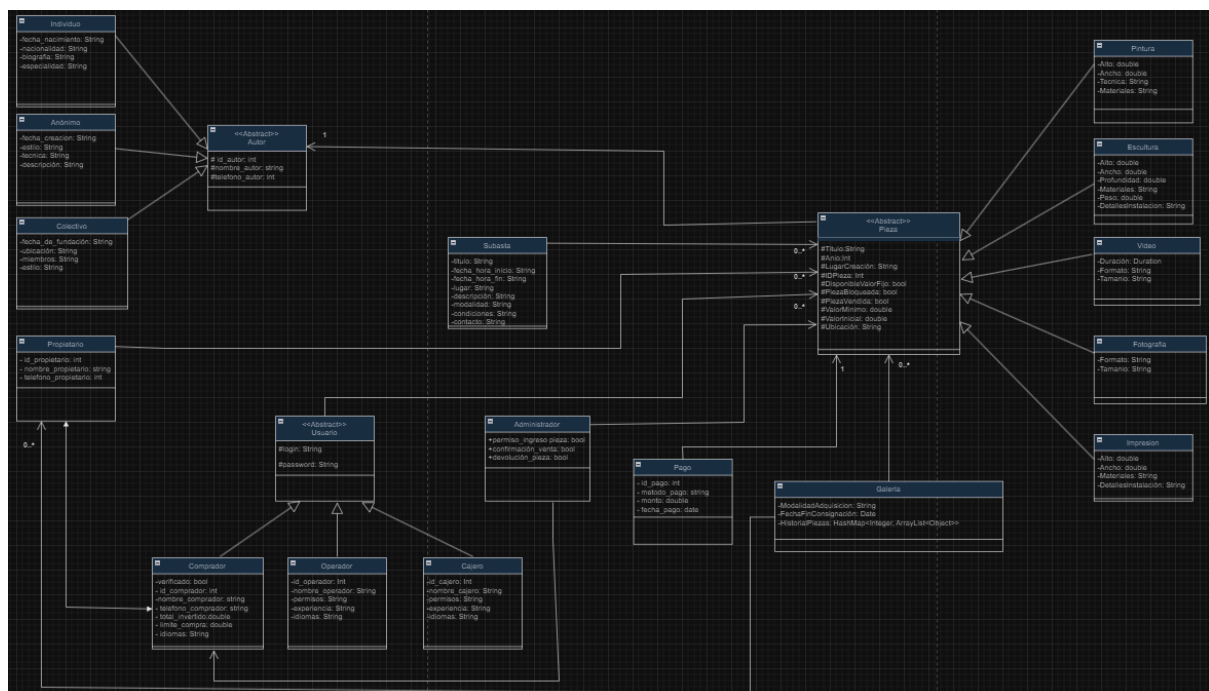 Individuo
-fecha_nacimiento: String
-nacionalidad: String
-biografia: String
-especialidad: String
Anónimo
-fecha_creacion: String
-estilo: String
-tecnica: String
-descripción: String
Colectivo
-fecha_de_fundación: String
-ubicación: String
-miembros: String
-estilo: String
Propietario
- id_propietario: int
- nombre_propietario: string
- telefono_propietario: int
0..*
<<Abstract>>
Autor
# id_autor: int
#nombre_autor: string
#telefono_autor: int
1
Subasta
-titulo: String
-fecha_hora_inicio: String
-fecha_hora_fin: String
-lugar: String
-descripción: String
-modalidad: String
-condiciones: String
-contacto: String
0..*
0..*
0..*
<<Abstract>>
Pieza
#Titulo:String
#Anio:Int
#LugarCreación: String
#IDPieza: Int
#DisponibleValorFijo: bool
#PiezaBloqueada: bool
#PiezaVendida: bool
#ValorMinimo: double
#ValorInicial: double
#Ubicación: String
1
0..*
Pintura
-Alto: double
-Ancho: double
-Tecnica: String
-Materiales: String
Escultura
-Alto: double
-Ancho: double
-Profundidad: double
-Materiales: String
-Peso: double
-DetallesInstalacion: String
Video
-Duración: Duration
-Formato: String
-Tamanio: String
Fotografia
-Formato: String
-Tamanio: String
Impresion
-Alto: double
-Ancho: double
-Materiales: String
-DetallesInstalación: String
<<Abstract>>
Usuario
#login: String
#password: String
Administrador
+permiso_ingreso pieza: bool
+confirmación_venta: bool
+devolución_pieza: bool
Pago
- id_pago: int
- metodo_pago: string
- monto: double
- fecha_pago: date
Galeria
-ModalidadAdquisicion: String
-FechaFinConsignación: Date
-HistorialPiezas: HashMap<Integer, ArrayList<Object>>
Comprador
-verificado: bool
- id_comprador: int
-nombre_comprador: string
- telefono_comprador: string
- total_invertido:double
- limite_compra: double
- idiomas: String
Operador
-id_operador: Int
-nombre_operador: String
-permisos: String
-experiencia: String
-idiomas: String
Cajero
-id_cajero: Int
-nombre_cajero: String
-permisos: String
-experiencia: String
-idiomas: String